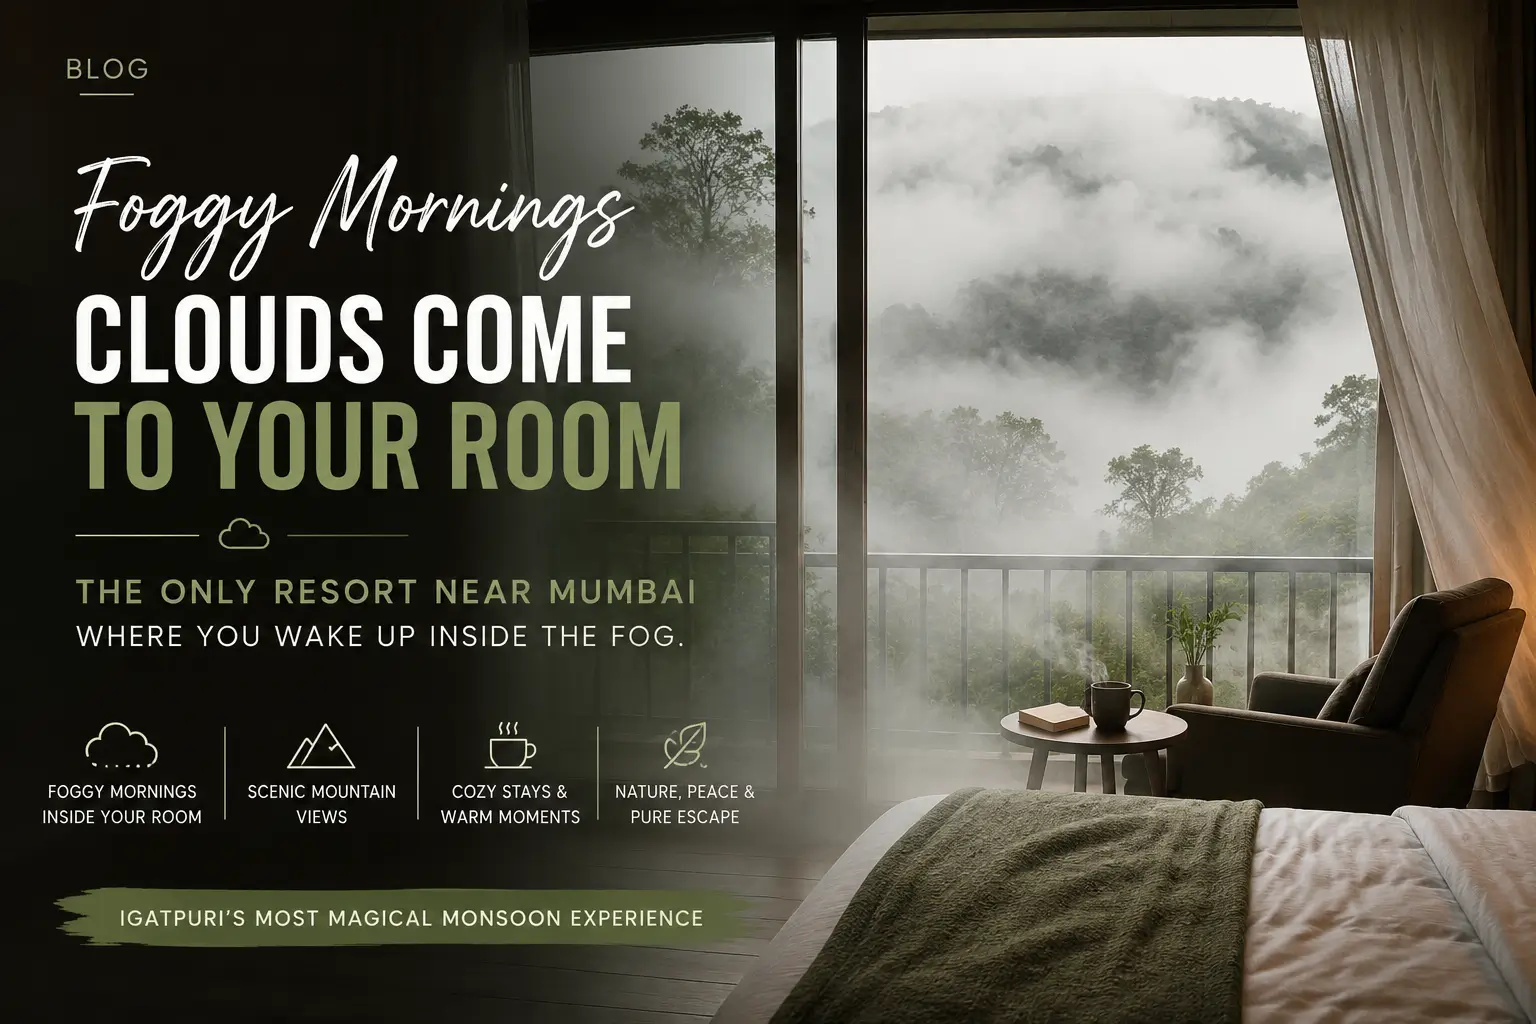 BLOG
Foggy Mornings
CLOUDS COME
TO YOUR ROOM
THE ONLY RESORT NEAR MUMBAI
WHERE YOU WAKE UP INSIDE THE FOG.
FOGGY MORNINGS
INSIDE YOUR ROOM
SCENIC MOUNTAIN
VIEWS
COZY STAYS &
WARM MOMENTS
NATURE, PEACE &
PURE ESCAPE
IGATPURI'S MOST MAGICAL MONSOON EXPERIENCE